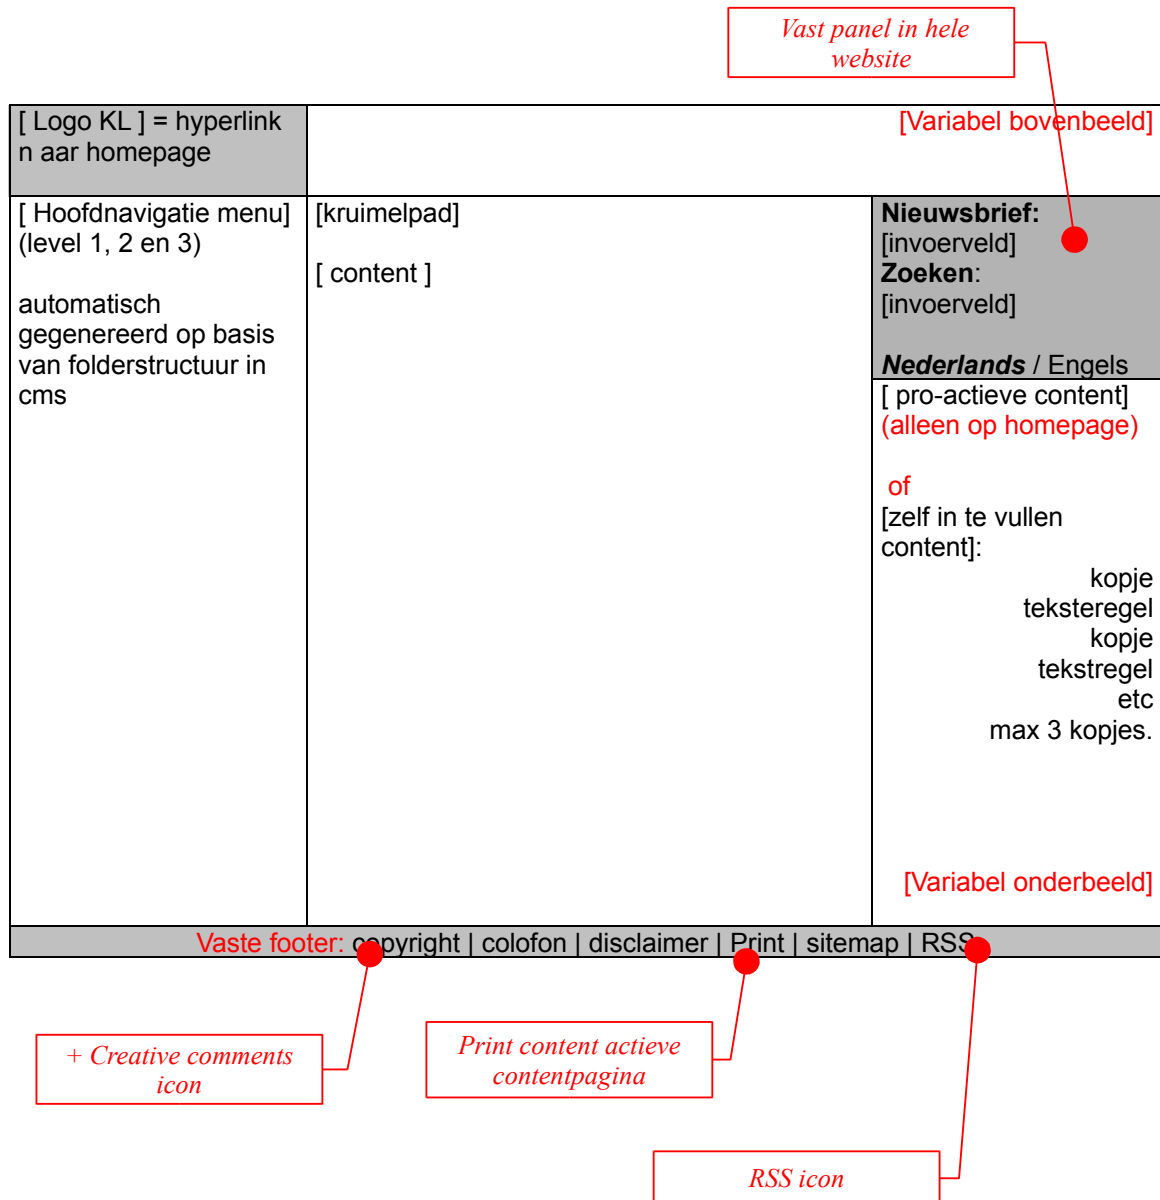 Vast panel in hele
website
[ Logo KL ] = hyperlink
n aar homepage
[Variabel bovenbeeld]
[ Hoofdnavigatie menu]
(level 1, 2 en 3)
automatisch
gegenereerd op basis
van folderstructuur in
cms
[kruimelpad]
[ content ]
Nieuwsbrief:
[invoerveld]
Zoeken:
[invoerveld]
Nederlands / Engels
[ pro-actieve content]
(alleen op homepage)
of
[zelf in te vullen
content]:
kopje
teksteregel
kopje
tekstregel
etc
max 3 kopjes.
[Variabel onderbeeld]
Vaste footer: copyright | colofon | disclaimer | Print | sitemap | RSS
+ Creative comments
icon
Print content actieve
contentpagina
RSS icon